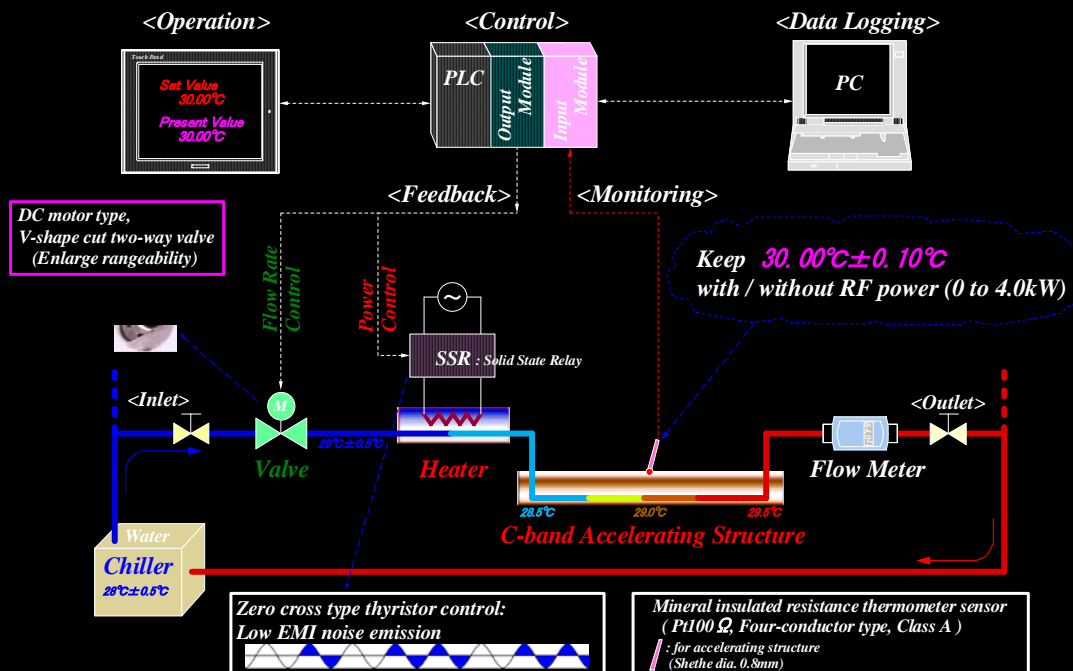 <Operation>
<Control>
<Data Logging>
Touch Panel
Set Value
30.00℃
Present Value
30.00℃
PLC
Output
Module
Input
Module
PC
<Feedback>
<Monitoring>
DC motor type,
V-shape cut two-way valve
(Enlarge rangeability)
Flow Rate
Control
Power
Control
Keep 30.00℃±0.10℃
with / without RF power (0 to 4.0kW)
SSR : Solid State Relay
<Inlet>
M
26℃±0.5℃
Valve
Heater
<Outlet>
Flow Meter
28.5℃
29.0℃
29.5℃
C-band Accelerating Structure
Water
Chiller
26℃±0.5℃
Zero cross type thyristor control:
Low EMI noise emission
Mineral insulated resistance thermometer sensor
( Pt100 Ω, Four-conductor type, Class A )
: for accelerating structure
(Shethe dia. 0.8mm)